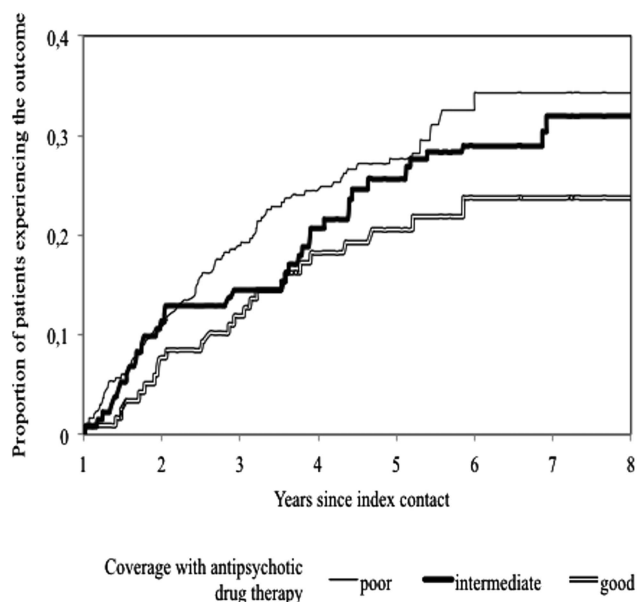 Proportion of patients experiencing the outcome
0,4
0,3
0,2
0,1
0
1 2 3 4 5 6 7 8
Years since index contact
Coverage with antipsychotic
drug therapy
poor intermediate good